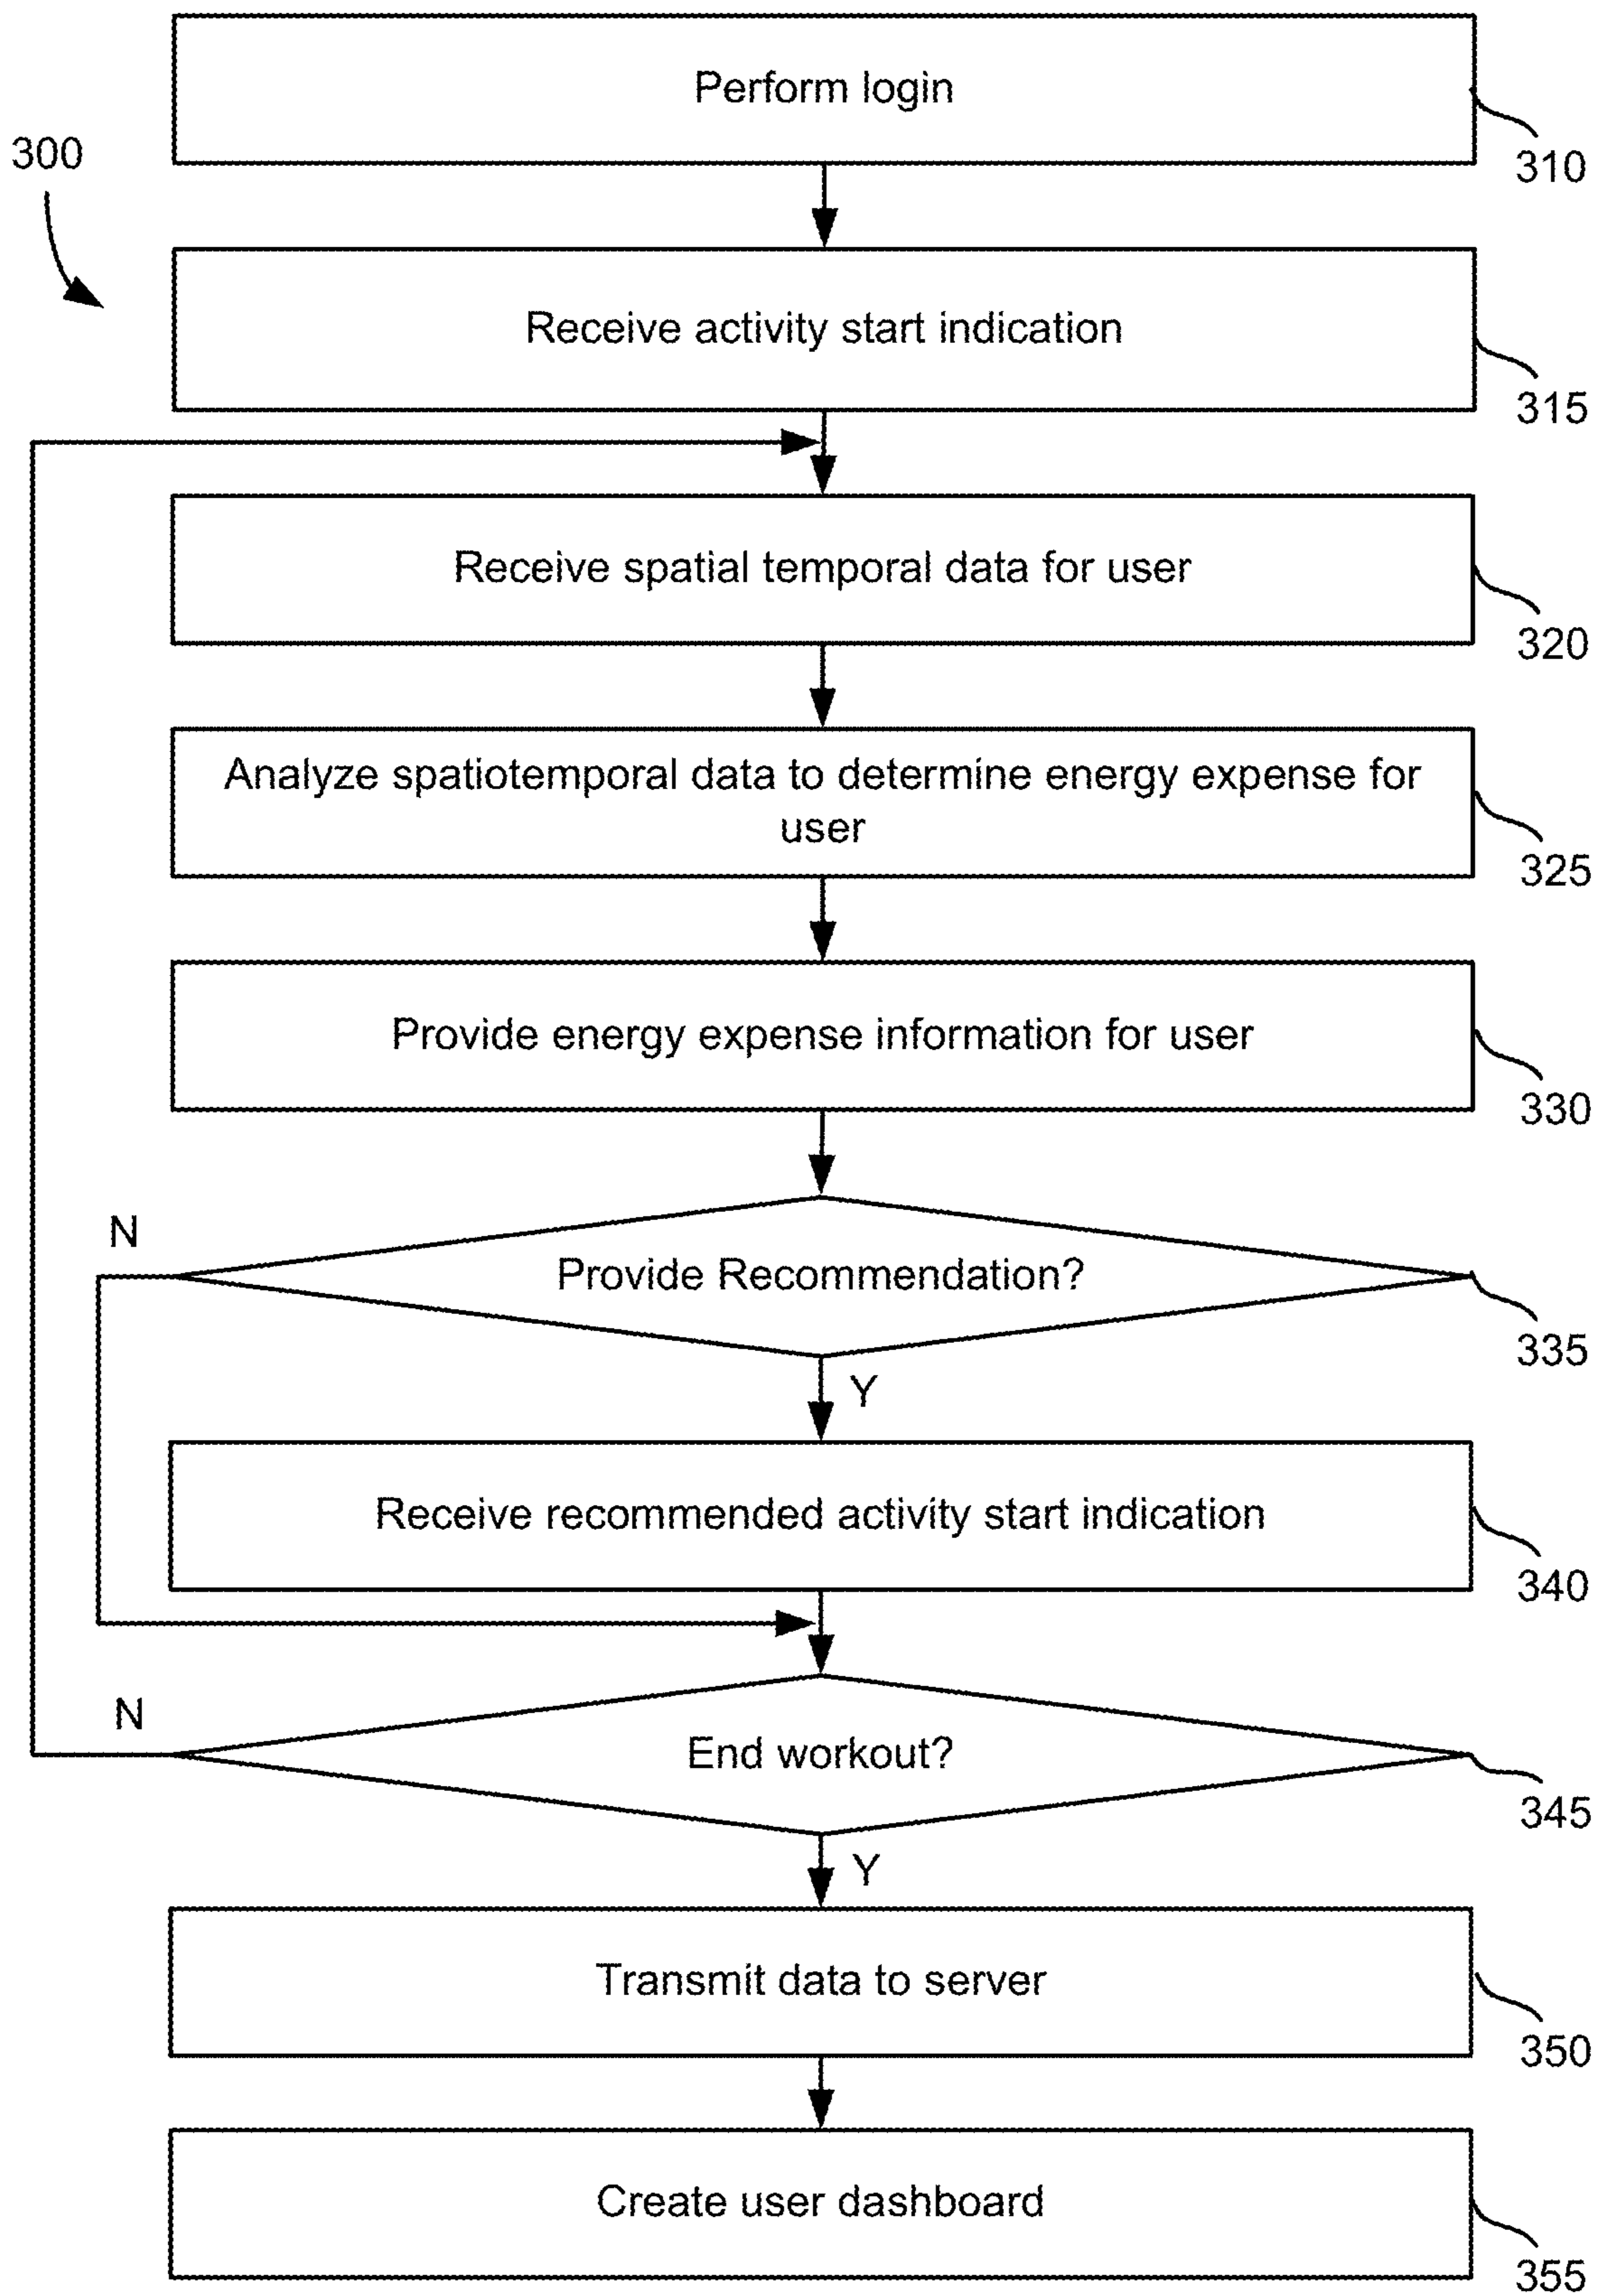 Perform login
300
310
Receive activity start indication
315
Receive spatial temporal data for user
320
Analyze spatiotemporal data to determine energy expense for
user
325
Provide energy expense information for user
330
N
Provide Recommendation?
335
Y
Receive recommended activity start indication
340
N
End workout?
345
Y
Transmit data to server
350
Create user dashboard
355